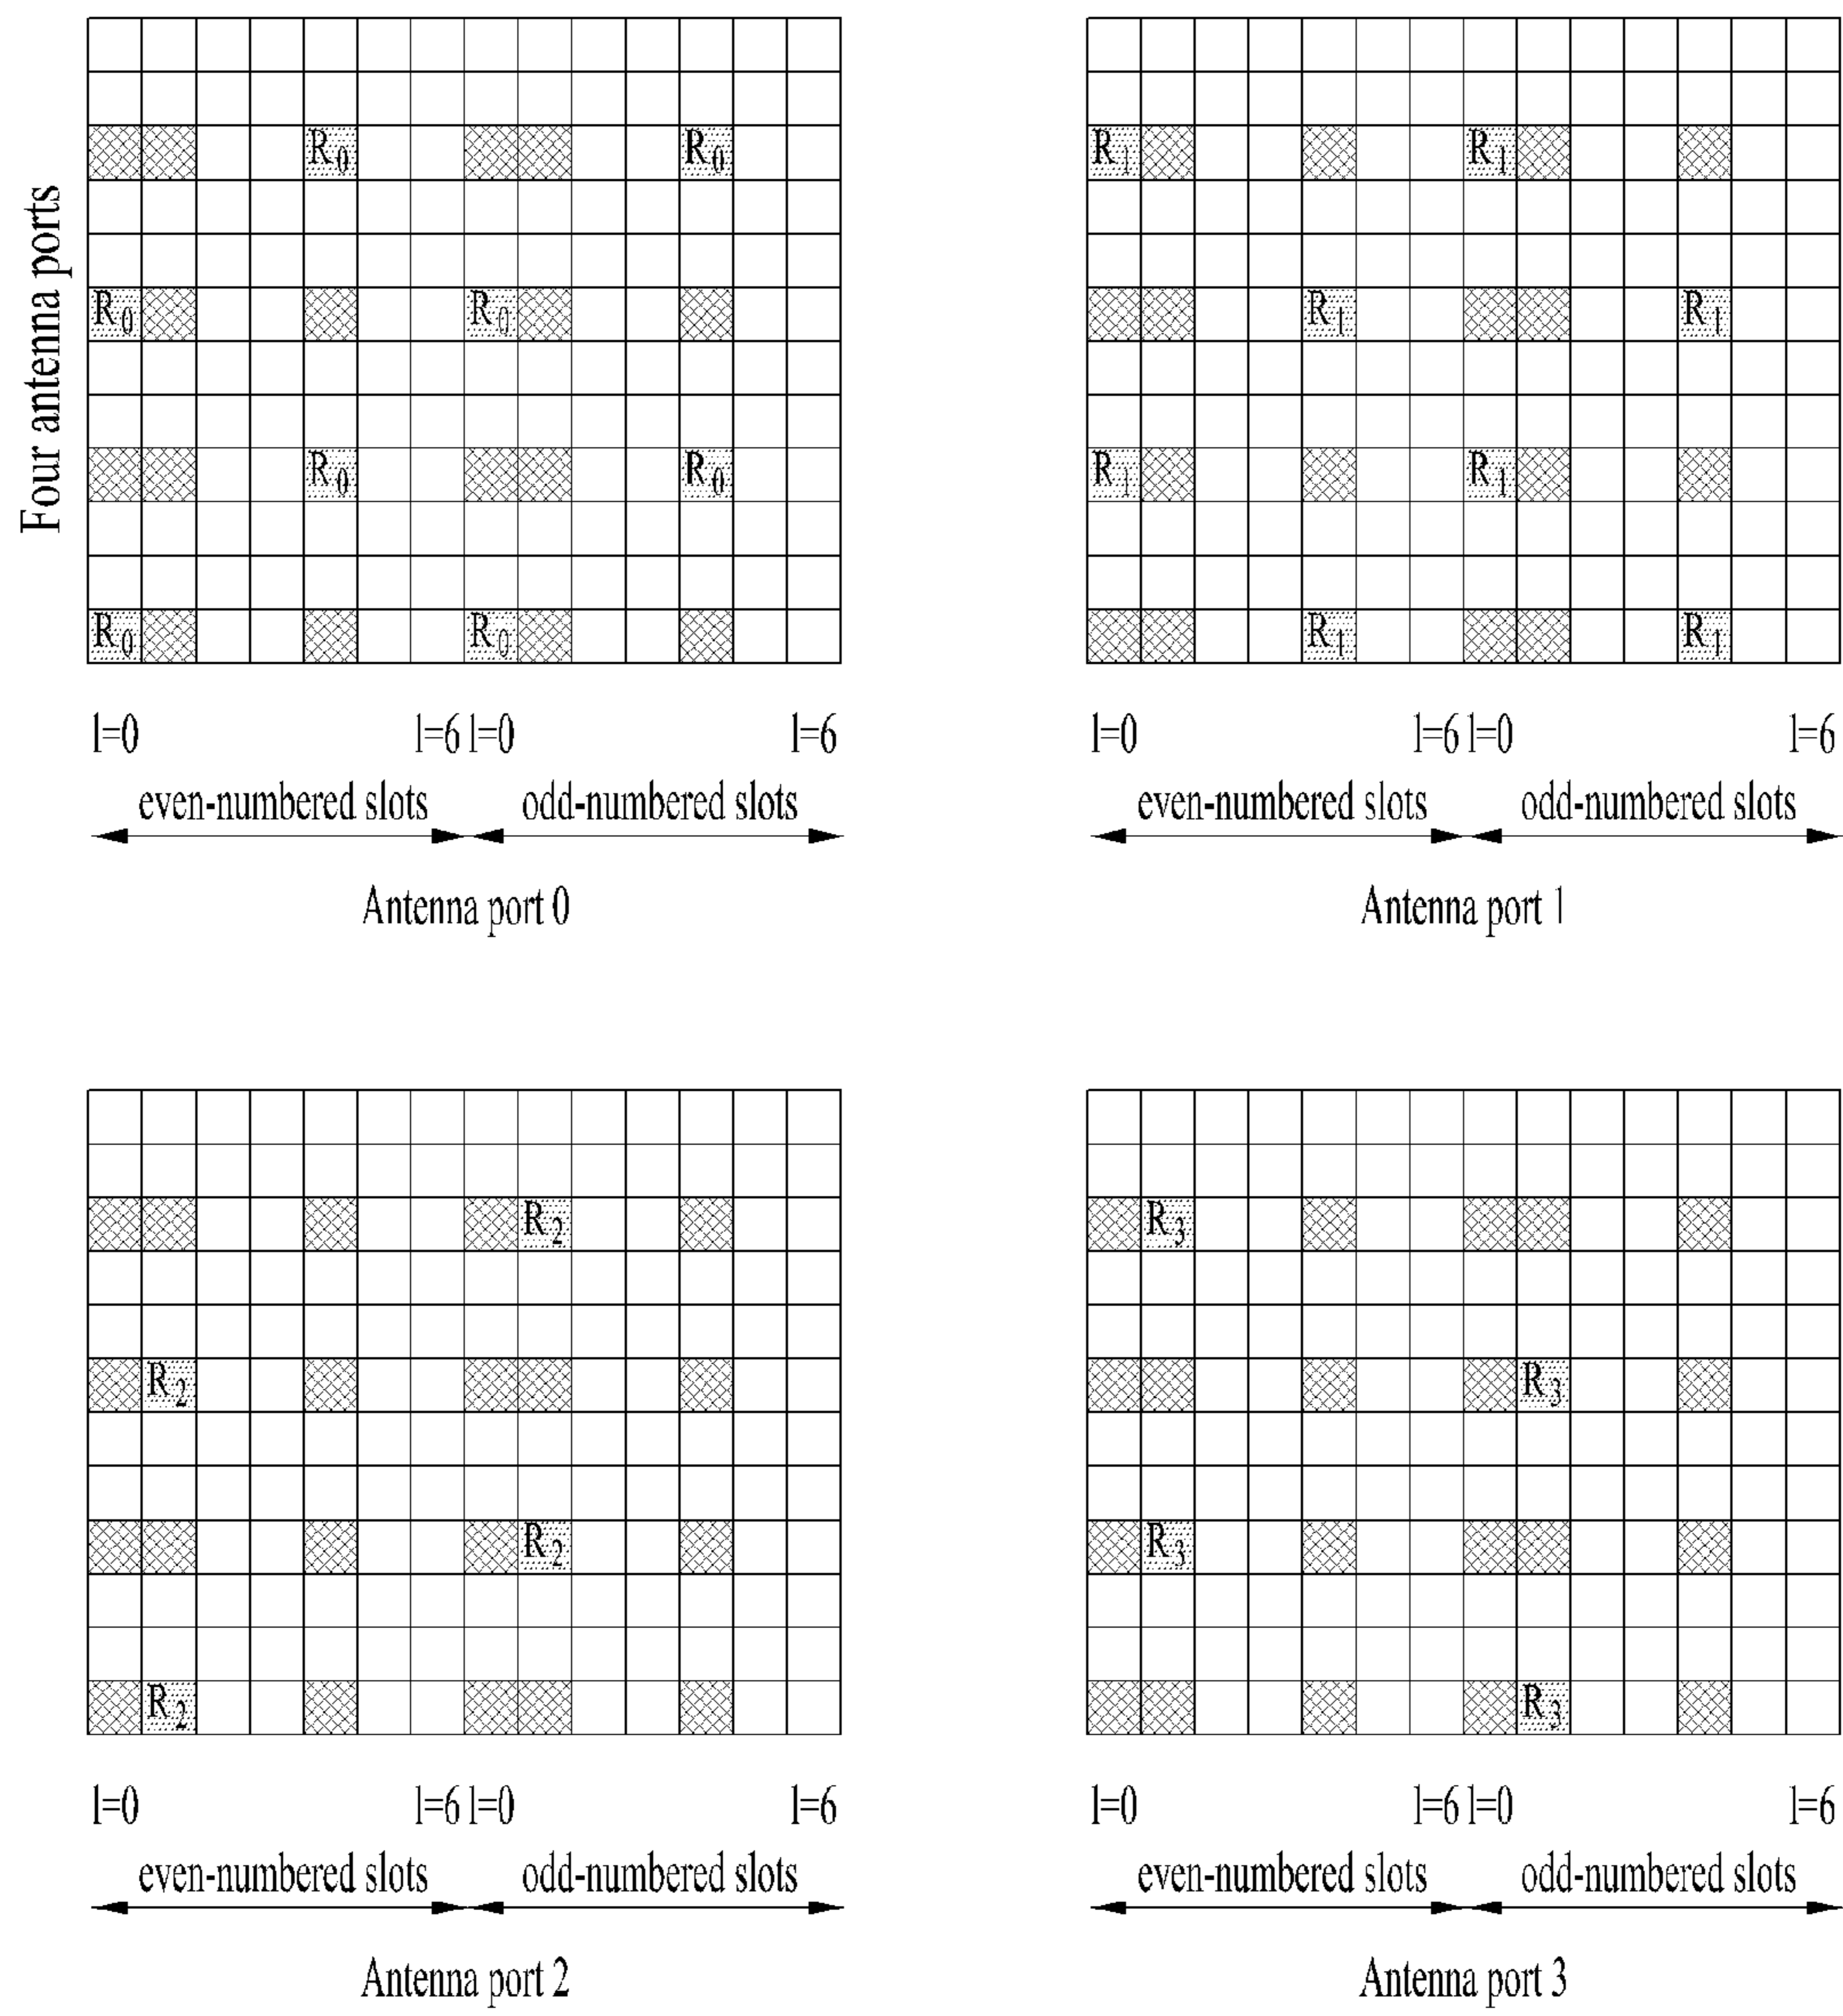 Four antenna ports
R0 R0
R0 R0
R0 R0
R0 R0
l=0 l=6 l=0 l=6
even-numbered slots odd-numbered slots
Antenna port 0
R1 R1
R1 R1
R1 R1
R1 R1
l=0 l=6 l=0 l=6
even-numbered slots odd-numbered slots
Antenna port 1
R2
R2
R2
R2
l=0 l=6 l=0 l=6
even-numbered slots odd-numbered slots
Antenna port 2
R3
R3
R3
R3
l=0 l=6 l=0 l=6
even-numbered slots odd-numbered slots
Antenna port 3